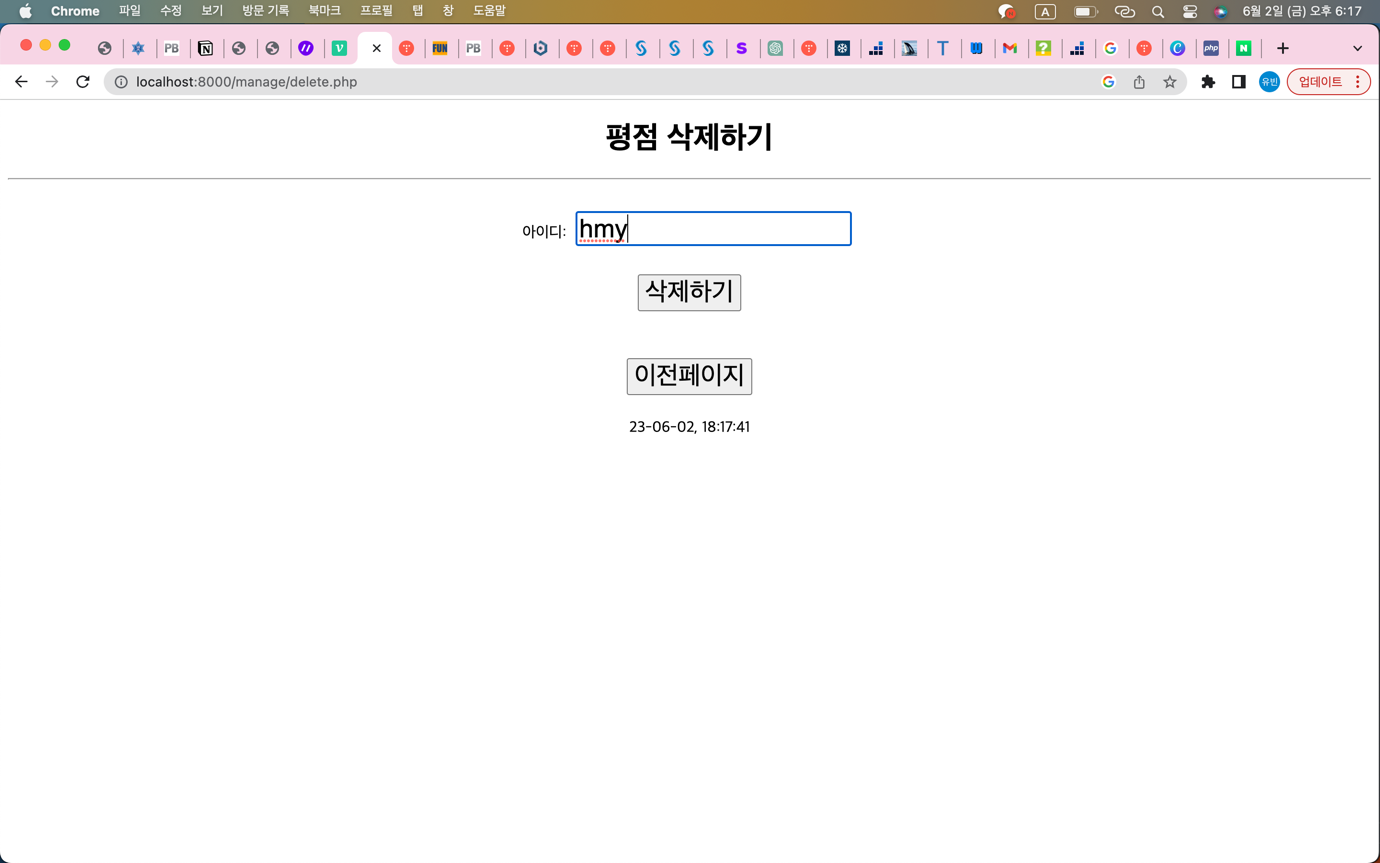 Chrome 파일 수정 보기 방문 기록 북마크 프로필 탭 창 도움말 A 6월 2일 (금) 오후 6:17
PB N V FUN PB S T G php N
localhost:8000/manage/delete.php 유빈 업데이트
평점 삭제하기
아이디: hmy
삭제하기
이전페이지
23-06-02, 18:17:41